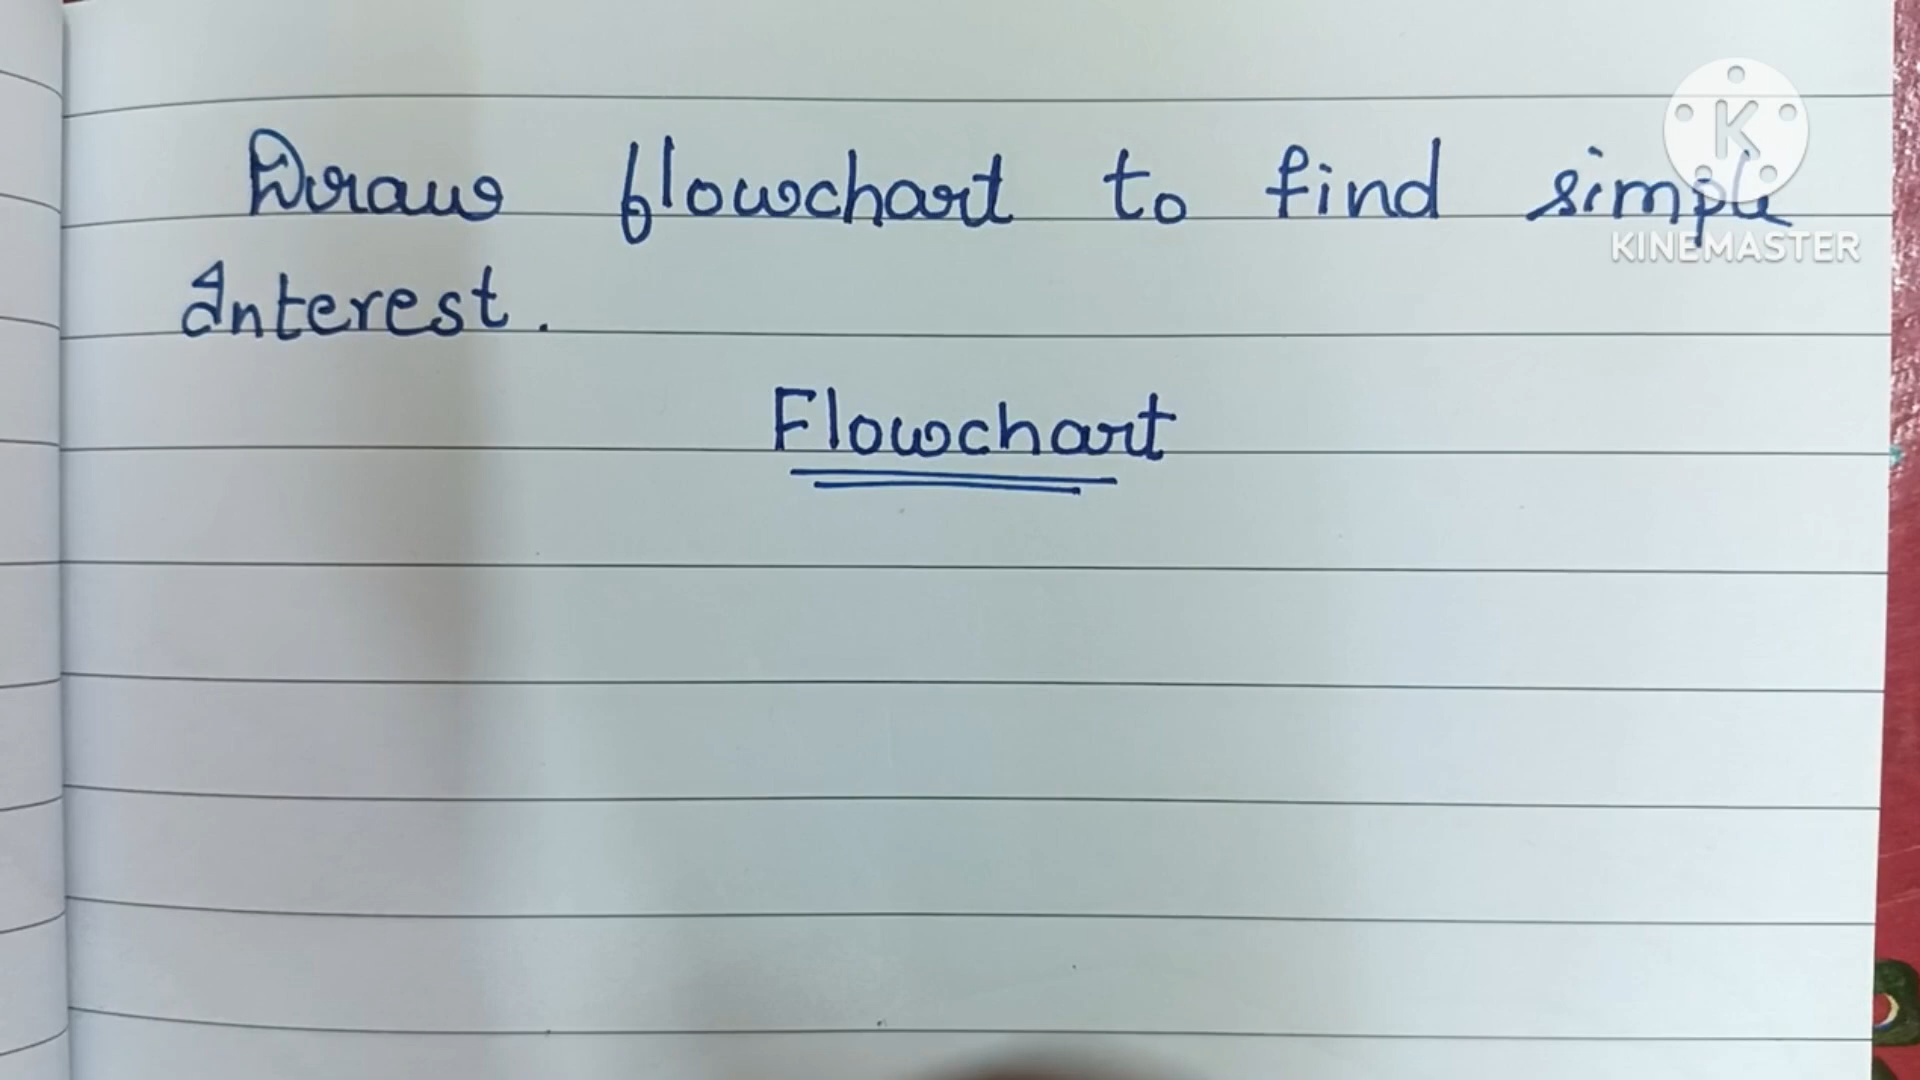 Draw flowchart to find simple
Interest.
Flowchart
K
KINEMASTER